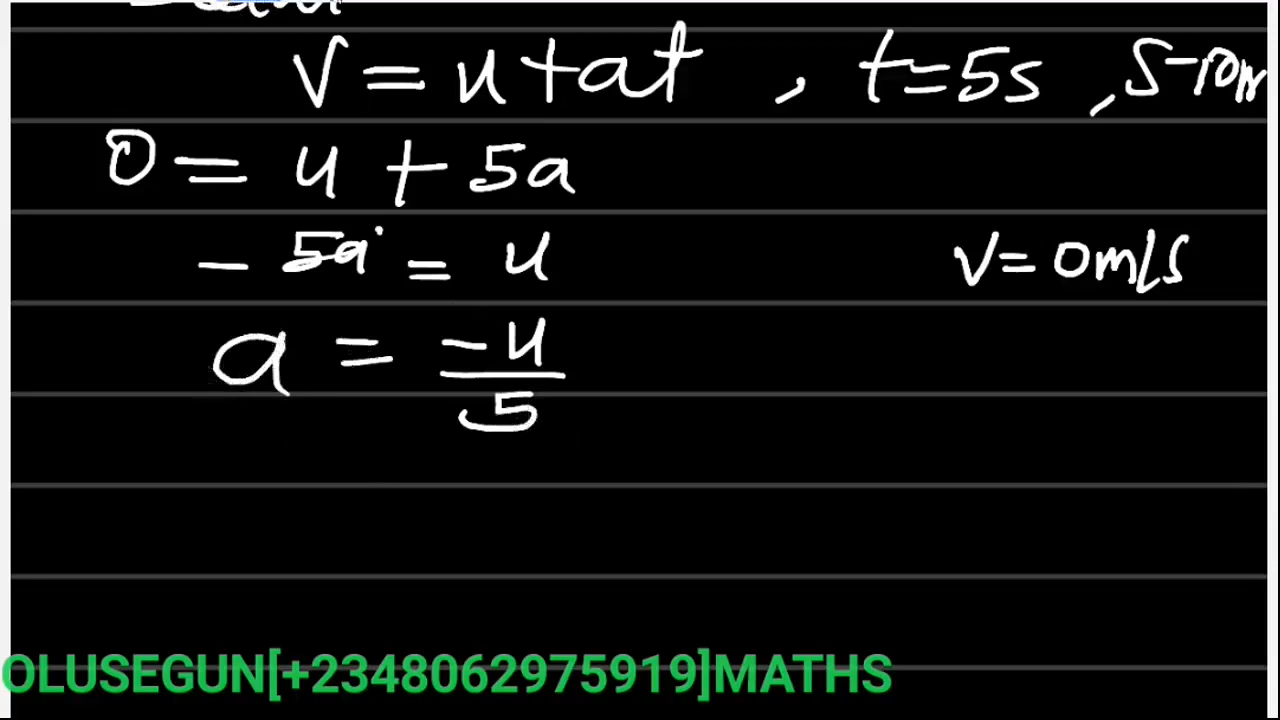 v = u + at , t = 5s ,
0 = u + 5a
- 5a = u
v = 0m/s
a = -u/5
OLUSEGUN[+2348062975919]MATHS